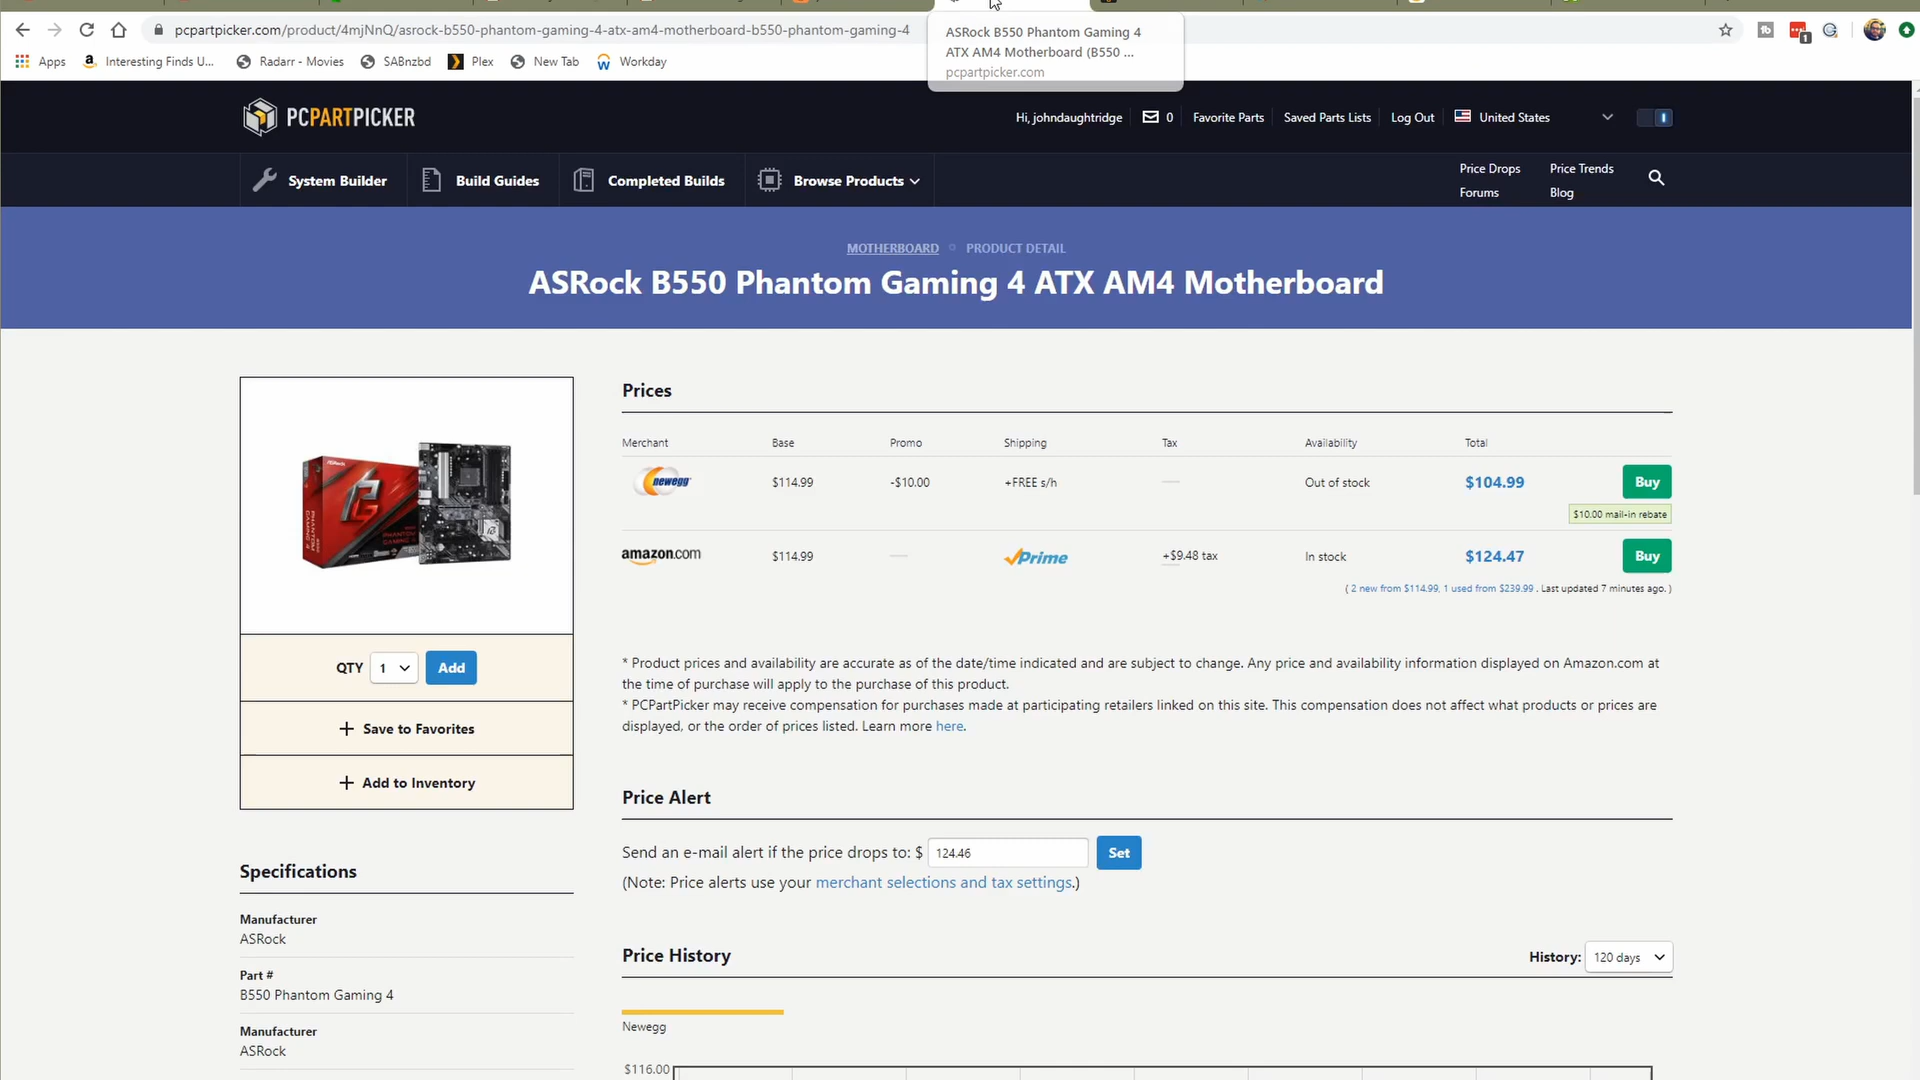 pcpartpicker.com/product/4mjNnQ/asrock-b550-phantom-gaming-4-atx-am4-motherboard-b550-phantom-gaming-4
ASRock B550 Phantom Gaming 4
ATX AM4 Motherboard (B550 ...
pcpartpicker.com
1
Apps
Interesting Finds U...
Radarr - Movies
SABnzbd
Plex
New Tab
Workday
PCPARTPICKER
Hi, johndaughtridge
0
Favorite Parts
Saved Parts Lists
Log Out
United States
System Builder
Build Guides
Completed Builds
Browse Products
Price Drops
Price Trends
Forums
Blog
MOTHERBOARD
PRODUCT DETAIL
ASRock B550 Phantom Gaming 4 ATX AM4 Motherboard
Prices
Merchant Base Promo Shipping Tax Availability Total
newegg $114.99 -$10.00 +FREE s/h Out of stock $104.99 Buy
$10.00 mail-in rebate
amazon.com $114.99 Prime +$9.48 tax In stock $124.47 Buy
( 2 new from $114.99, 1 used from $239.99 . Last updated 7 minutes ago. )
* Product prices and availability are accurate as of the date/time indicated and are subject to change. Any price and availability information displayed on Amazon.com at
the time of purchase will apply to the purchase of this product.
* PCPartPicker may receive compensation for purchases made at participating retailers linked on this site. This compensation does not affect what products or prices are
displayed, or the order of prices listed. Learn more here.
QTY 1 Add
Save to Favorites
Add to Inventory
Price Alert
Send an e-mail alert if the price drops to: $ 124.46 Set
(Note: Price alerts use your merchant selections and tax settings.)
Specifications
Manufacturer
ASRock
Part #
B550 Phantom Gaming 4
Manufacturer
ASRock
Price History
History: 120 days
Newegg
$116.00